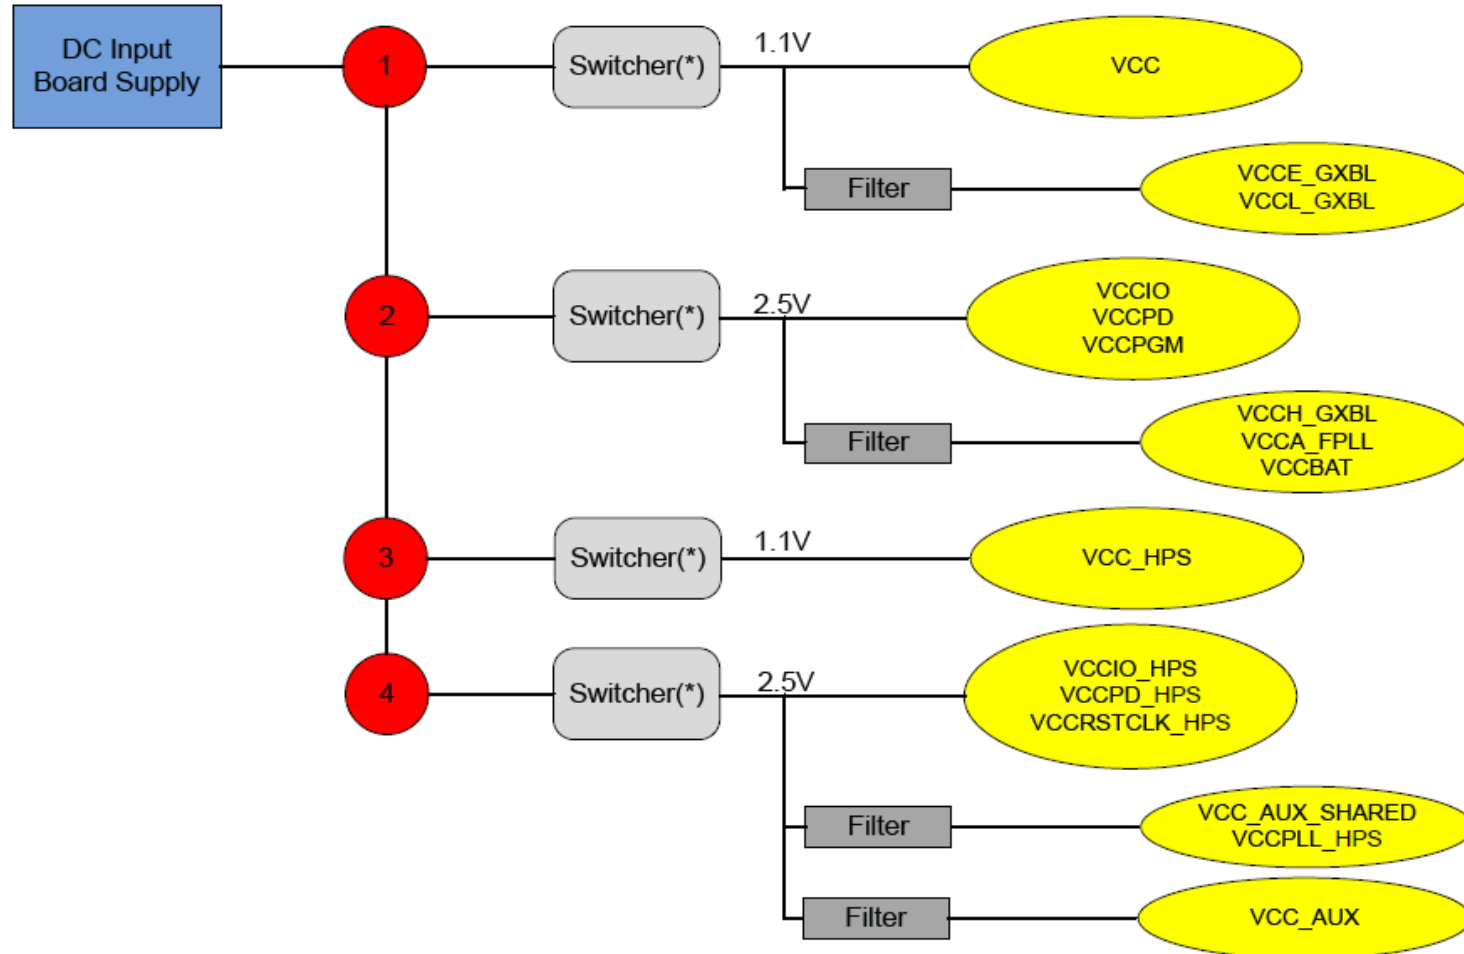 DC Input
Board Supply
1
Switcher(*)
1.1V
VCC
Filter
VCCE_GXBL
VCCL_GXBL
2
Switcher(*)
2.5V
VCCIO
VCCPD
VCCPGM
Filter
VCCH_GXBL
VCCA_FPLL
VCCBAT
3
Switcher(*)
1.1V
VCC_HPS
4
Switcher(*)
2.5V
VCCIO_HPS
VCCPD_HPS
VCCRSTCLK_HPS
Filter
VCC_AUX_SHARED
VCCPLL_HPS
Filter
VCC_AUX